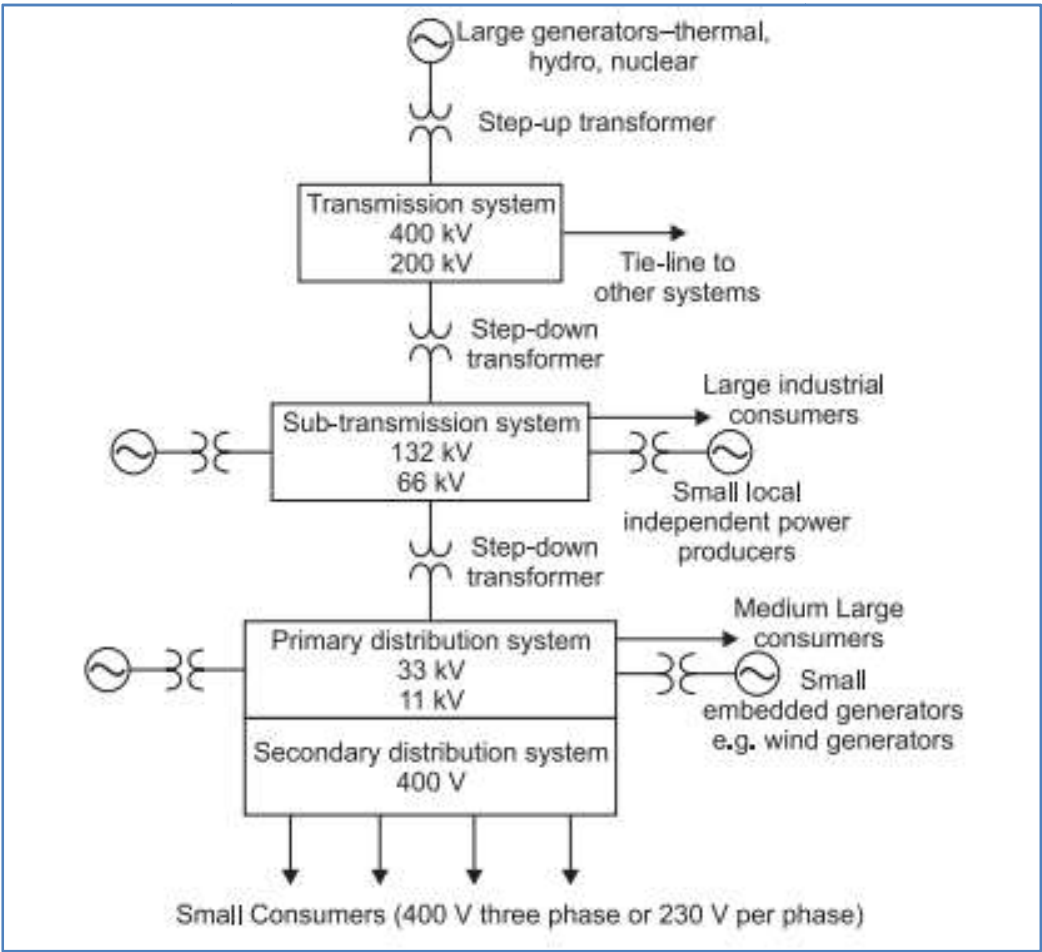 Large generators–thermal,
hydro, nuclear
Step-up transformer
Transmission system
400 kV
200 kV
Tie-line to
other systems
Step-down
transformer
Large industrial
consumers
Sub-transmission system
132 kV
66 kV
Small local
independent power
producers
Step-down
transformer
Medium Large
consumers
Primary distribution system
33 kV
11 kV
Small
embedded generators
e.g. wind generators
Secondary distribution system
400 V
Small Consumers (400 V three phase or 230 V per phase)